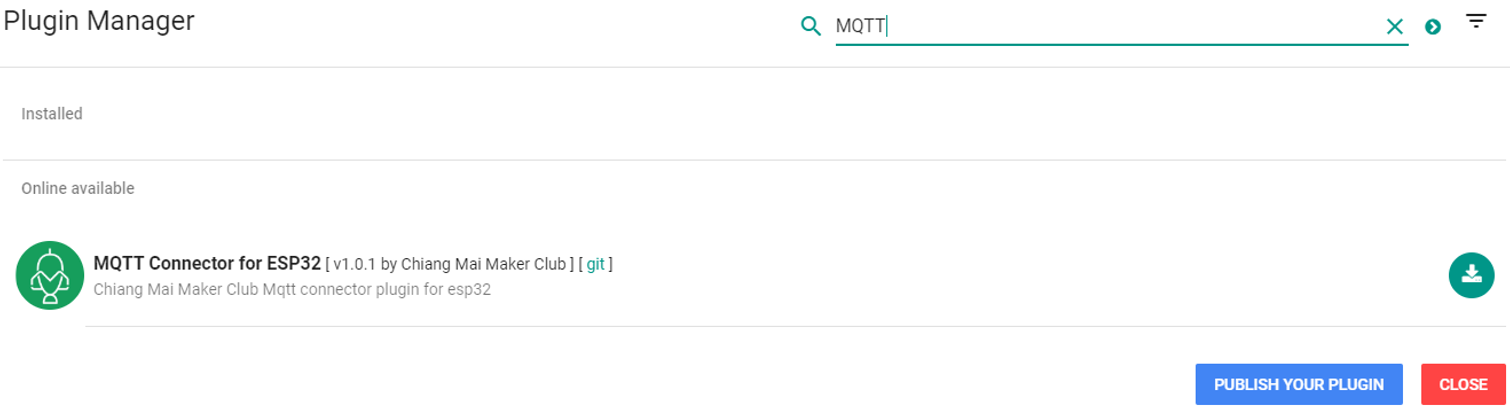 Plugin Manager
MQTT
Installed
Online available
MQTT Connector for ESP32 [ v1.0.1 by Chiang Mai Maker Club ] [ git ]
Chiang Mai Maker Club Mqtt connector plugin for esp32
PUBLISH YOUR PLUGIN
CLOSE